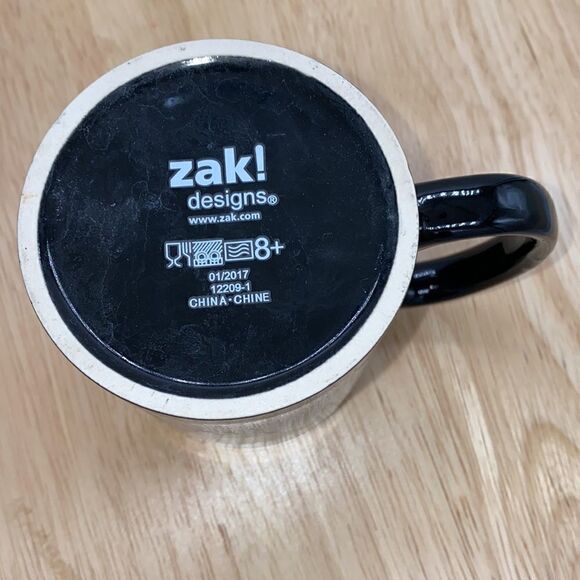 zak!
designs®
www.zak.com
8+
01/2017
12209-1
CHINA・CHINE